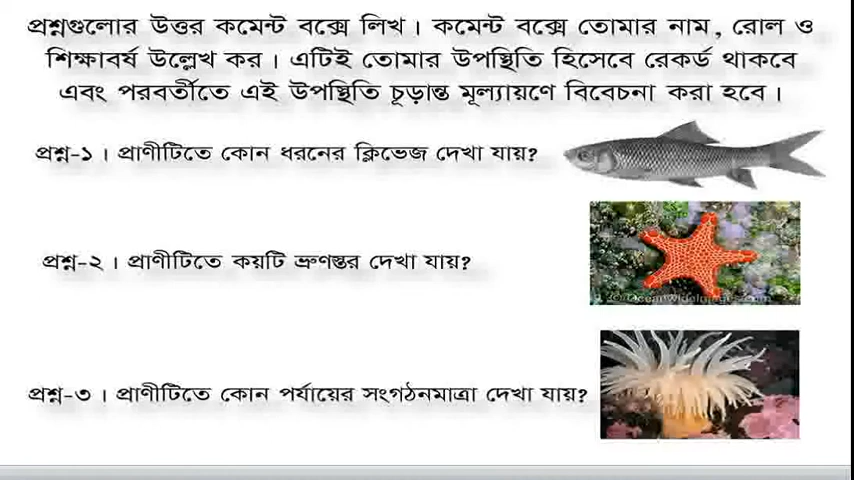 প্রশ্নগুলোর উত্তর কমেন্ট বক্সে লিখ। কমেন্ট বক্সে তোমার নাম, রোল ও
শিক্ষাবর্ষ উল্লেখ কর। এটিই তোমার উপস্থিতি হিসেবে রেকর্ড থাকবে
এবং পরবর্তীতে এই উপস্থিতি চূড়ান্ত মূল্যায়ণে বিবেচনা করা হবে।
প্রশ্ন-১। প্রাণীটিতে কোন ধরনের ক্লিভেজ দেখা যায়?
প্রশ্ন-২। প্রাণীটিতে কয়টি ভ্রুণস্তর দেখা যায়?
প্রশ্ন-৩। প্রাণীটিতে কোন পর্যায়ের সংগঠনমাত্রা দেখা যায়?